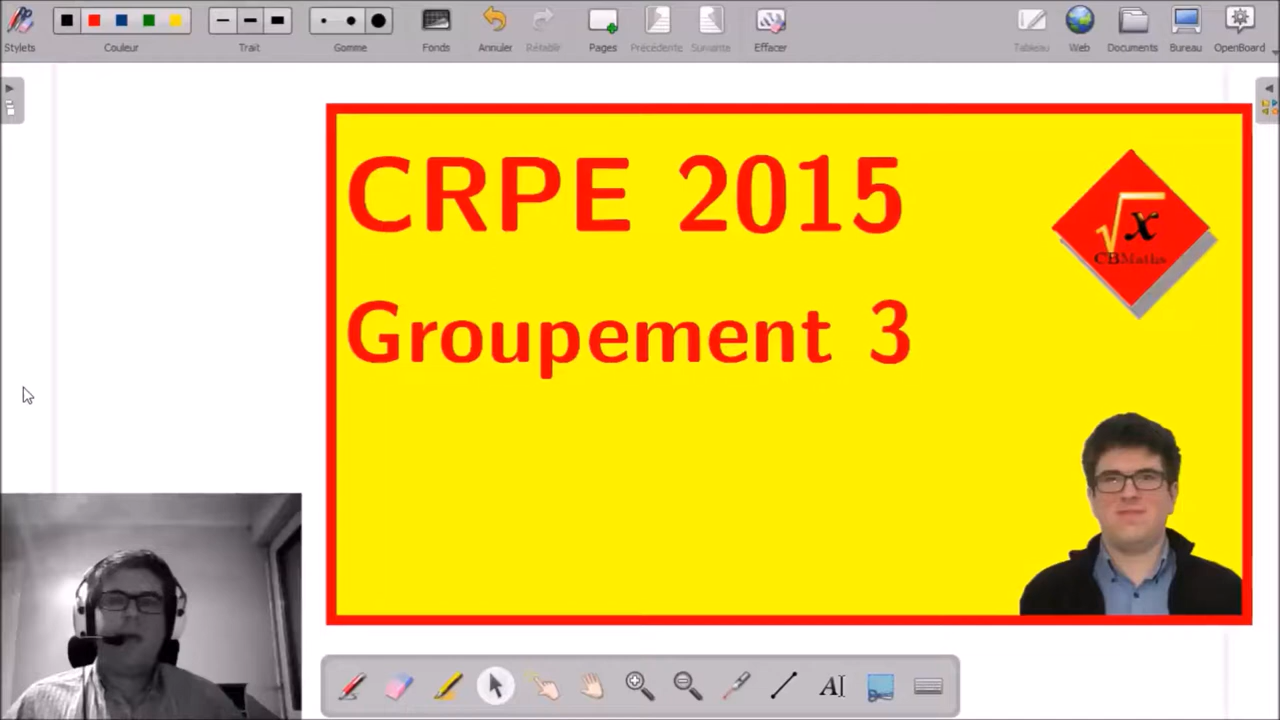 Stylets
Couleur
Trait
Gomme
Fonds
Annuler
Rétablir
Pages
Précédente
Suivante
Effacer
Tableau
Web
Documents
Bureau
OpenBoard
CRPE 2015
Groupement 3
√x
CBMaths
AI